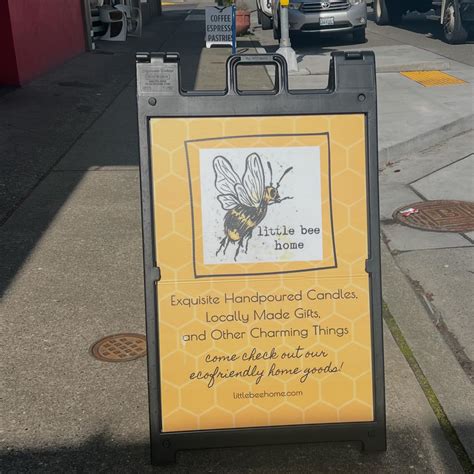 COFFEE
ESPRESSO
PASTRIES
little bee
home
Exquisite Handpoured Candles,
Locally Made Gifts,
and Other Charming Things
come check out our
ecofriendly home goods!
littlebeehome.com